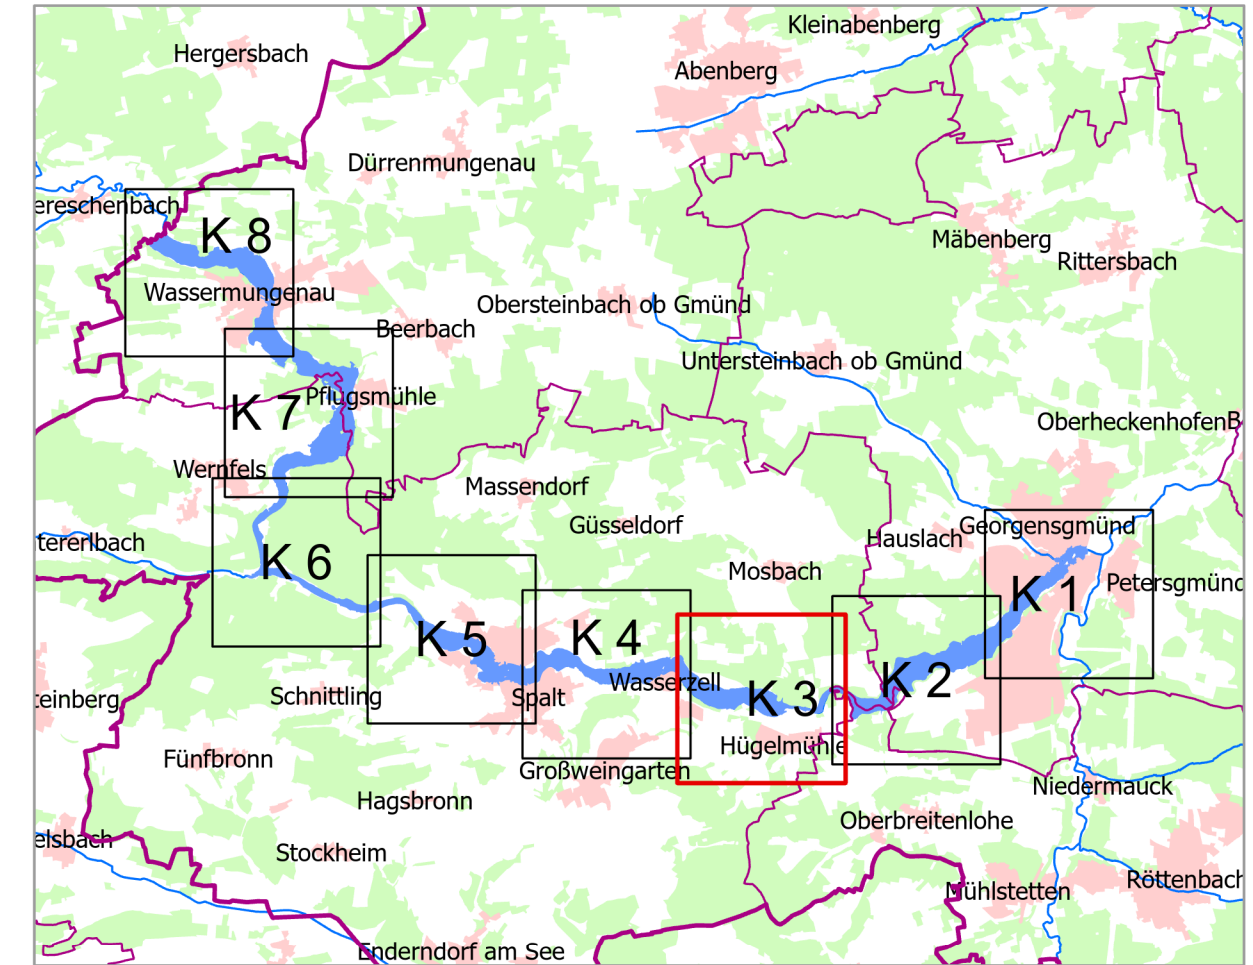 Kleinabenberg
Hergersbach
Abenberg
Dürrenmungenau
ereschenbach
K 8
Mäbenberg
Rittersbach
Wassermungenau
Obersteinbach ob Gmünd
Beerbach
Untersteinbach ob Gmünd
Pflugsmühle
K 7
OberheckenhofenB
Wernfels
Massendorf
Güsseldorf
Georgensgmünd
Hauslach
tererlbach
K 6
Mosbach
Petersgmünd
K 1
K 5
K 4
K 2
Wasserzell
Schnittling
Spalt
K 3
teinberg
Hügelmühle
Fünfbronn
Großweingarten
Niedermauck
Hagsbronn
Oberbreitenlohe
elsbach
Stockheim
Röttenbach
Mühlstetten
Enderndorf am See